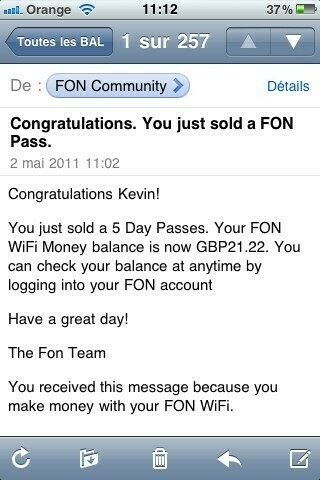 Orange 11:12 37%
Toutes les BAL 1 sur 257
De : FON Community Détails
Congratulations. You just sold a FON
Pass.
2 mai 2011 11:02
Congratulations Kevin!
You just sold a 5 Day Passes. Your FON
WiFi Money balance is now GBP21.22. You
can check your balance at anytime by
logging into your FON account
Have a great day!
The Fon Team
You received this message because you
make money with your FON WiFi.